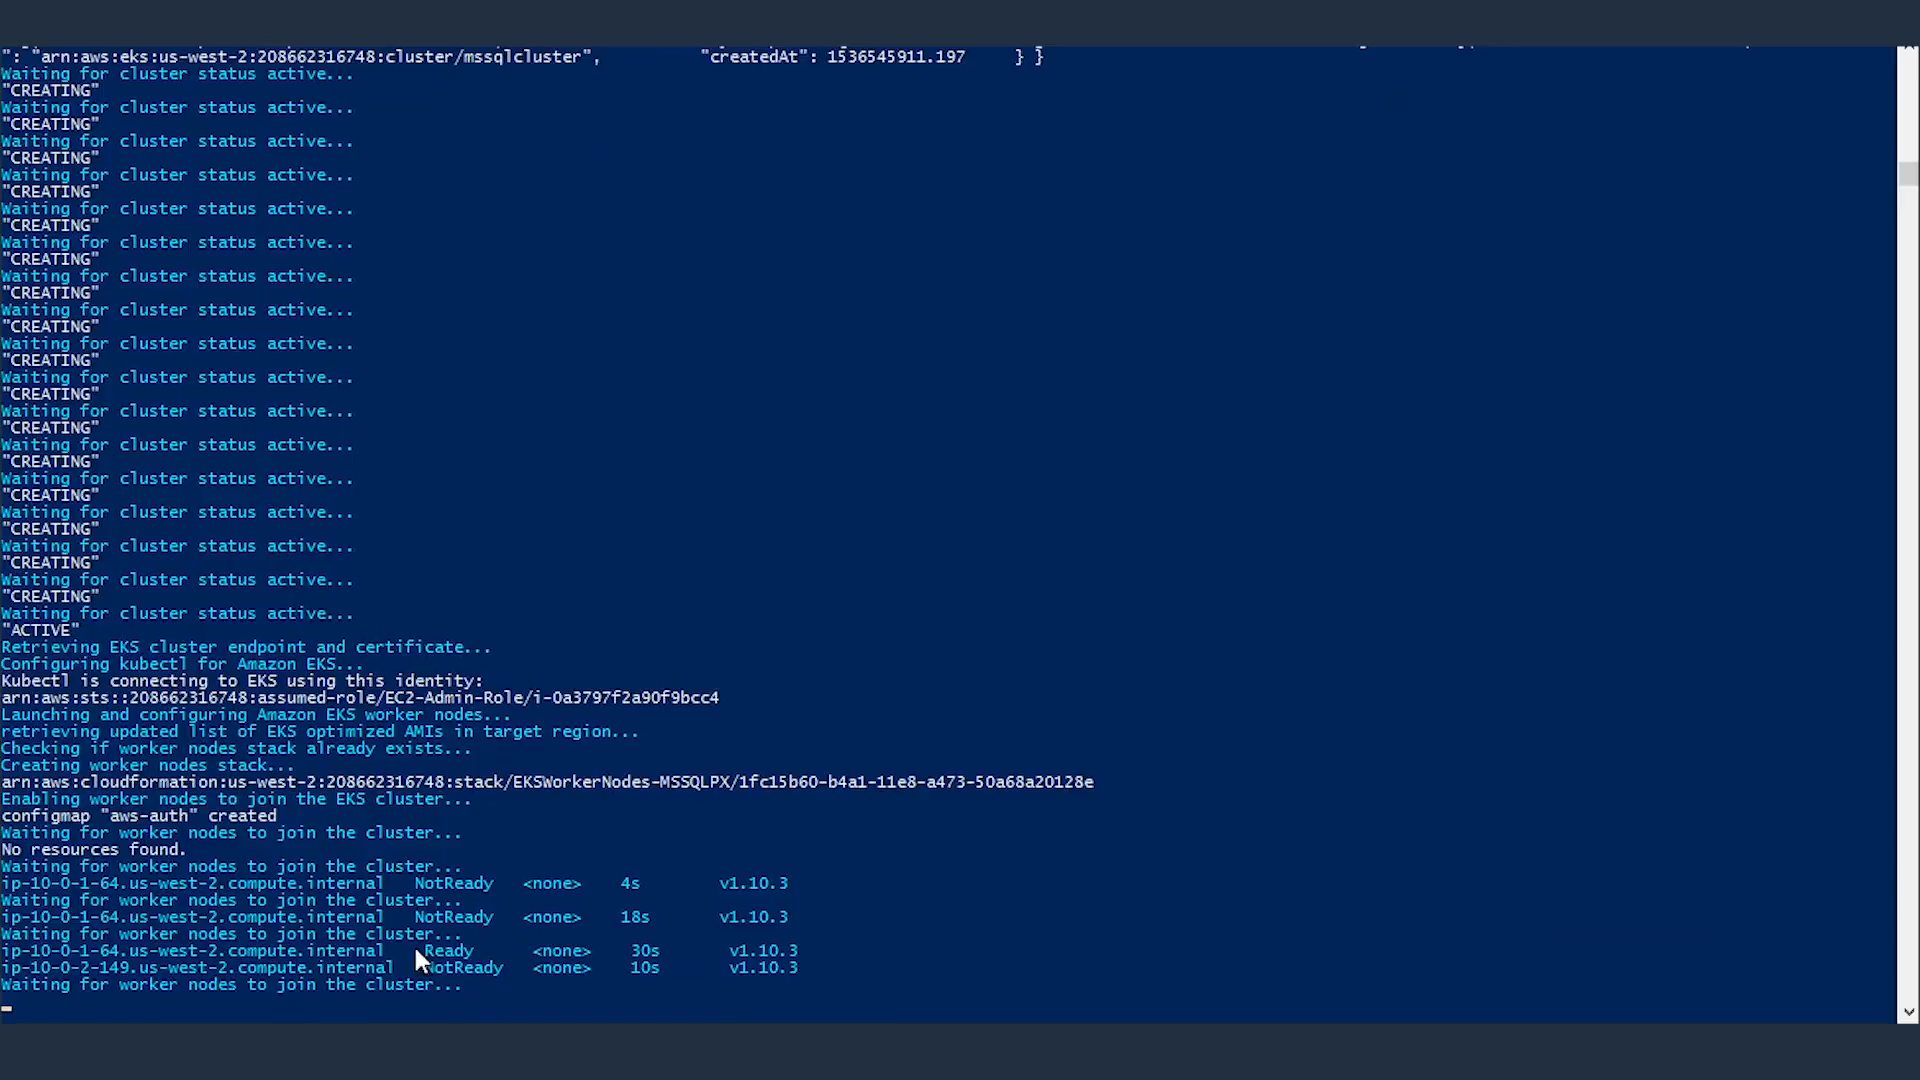 ": "arn:aws:eks:us-west-2:208662316748:cluster/mssqlcluster", "createdAt": 1536545911.197 } }
Waiting for cluster status active...
"CREATING"
Waiting for cluster status active...
"CREATING"
Waiting for cluster status active...
"CREATING"
Waiting for cluster status active...
"CREATING"
Waiting for cluster status active...
"CREATING"
Waiting for cluster status active...
"CREATING"
Waiting for cluster status active...
"CREATING"
Waiting for cluster status active...
"CREATING"
Waiting for cluster status active...
"CREATING"
Waiting for cluster status active...
"CREATING"
Waiting for cluster status active...
"CREATING"
Waiting for cluster status active...
"CREATING"
Waiting for cluster status active...
"CREATING"
Waiting for cluster status active...
"CREATING"
Waiting for cluster status active...
"CREATING"
Waiting for cluster status active...
"CREATING"
Waiting for cluster status active...
"ACTIVE"
Retrieving EKS cluster endpoint and certificate...
Configuring kubectl for Amazon EKS...
Kubectl is connecting to EKS using this identity:
arn:aws:sts::208662316748:assumed-role/EC2-Admin-Role/i-0a3797f2a90f9bcc4
Launching and configuring Amazon EKS worker nodes...
retrieving updated list of EKS optimized AMIs in target region...
Checking if worker nodes stack already exists...
Creating worker nodes stack...
arn:aws:cloudformation:us-west-2:208662316748:stack/EKSWorkerNodes-MSSQLPX/1fc15b60-b4a1-11e8-a473-50a68a20128e
Enabling worker nodes to join the EKS cluster...
configmap "aws-auth" created
Waiting for worker nodes to join the cluster...
No resources found.
Waiting for worker nodes to join the cluster...
ip-10-0-1-64.us-west-2.compute.internal NotReady <none> 4s v1.10.3
Waiting for worker nodes to join the cluster...
ip-10-0-1-64.us-west-2.compute.internal NotReady <none> 18s v1.10.3
Waiting for worker nodes to join the cluster...
ip-10-0-1-64.us-west-2.compute.internal Ready <none> 30s v1.10.3
ip-10-0-2-149.us-west-2.compute.internal NotReady <none> 10s v1.10.3
Waiting for worker nodes to join the cluster...